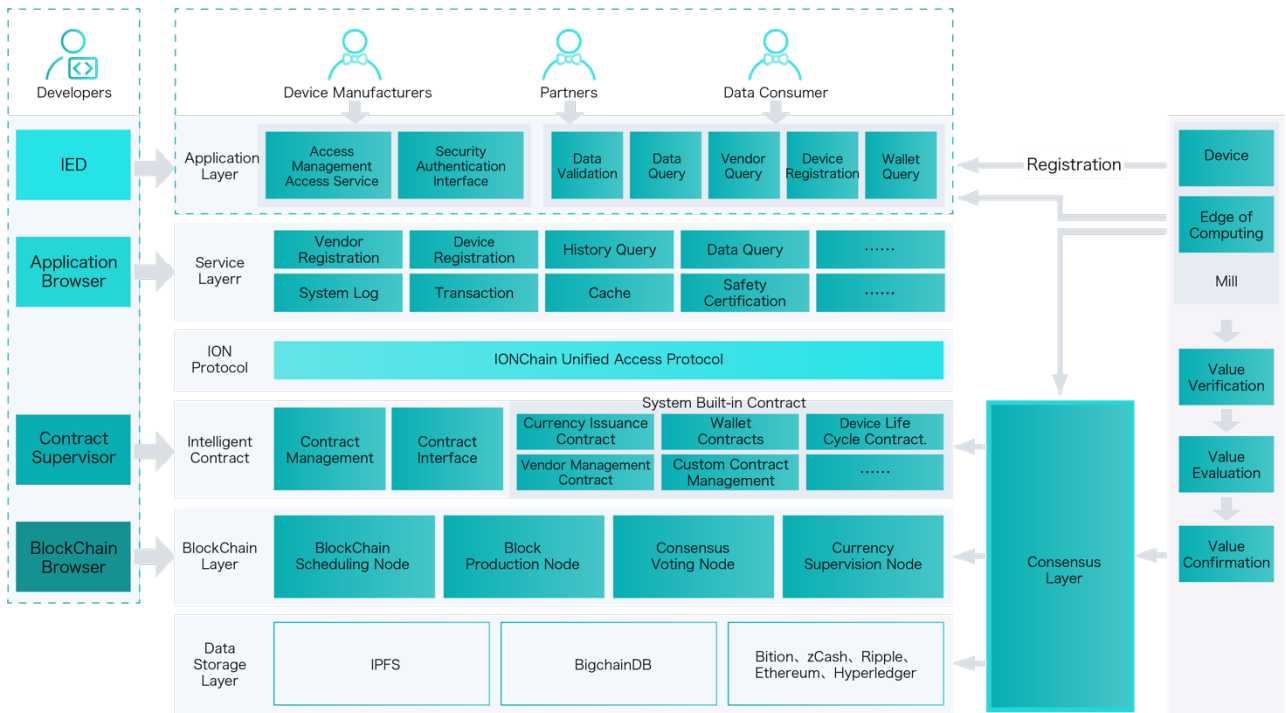 Developers
Device Manufacturers
Partners
Data Consumer
IED
Application
Layer
Access
Management
Access Service
Security
Authentication
Interface
Data
Validation
Data
Query
Vendor
Query
Device
Registration
Wallet
Query
Registration
Device
Edge of
Computing
Mill
Application
Browser
Service
Layerr
Vendor
Registration
Device
Registration
History Query
Data Query
······
System Log
Transaction
Cache
Safety
Certification
······
ION
Protocol
IONChain Unified Access Protocol
Value
Verification
Contract
Supervisor
Intelligent
Contract
Contract
Management
Contract
Interface
System Built-in Contract
Currency Issuance
Contract
Wallet
Contracts
Device Life
Cycle Contract.
Vendor Management
Contract
Custom Contract
Management
······
Value
Evaluation
BlockChain
Browser
BlockChain
Layer
BlockChain
Scheduling Node
Block
Production Node
Consensus
Voting Node
Currency
Supervision Node
Consensus
Layer
Value
Confirmation
Data
Storage
Layer
IPFS
BigchainDB
Bition、zCash、Ripple、
Ethereum、Hyperledger